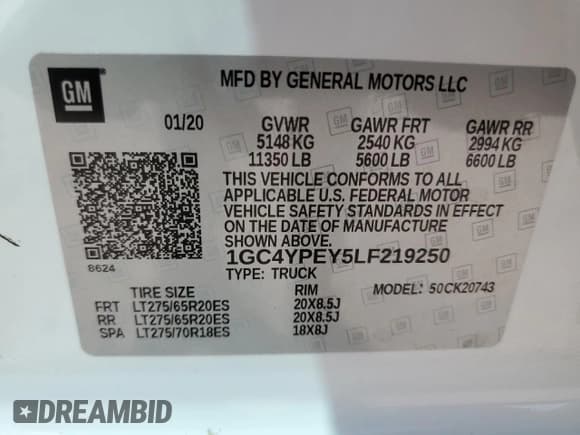 GM
MFD BY GENERAL MOTORS LLC
01/20 GVWR GAWR FRT GAWR RR
5148 KG 2540 KG 2994 KG
11350 LB 5600 LB 6600 LB
THIS VEHICLE CONFORMS TO ALL
APPLICABLE U.S. FEDERAL MOTOR
VEHICLE SAFETY STANDARDS IN EFFECT
ON THE DATE OF MANUFACTURE
SHOWN ABOVE.
8624
1GC4YPEY5LF219250
TYPE: TRUCK
MODEL: 50CK20743
TIRE SIZE RIM
FRT LT275/65R20ES 20X8.5J
RR LT275/65R20ES 20X8.5J
SPA LT275/70R18ES 18X8J
DREAMBID